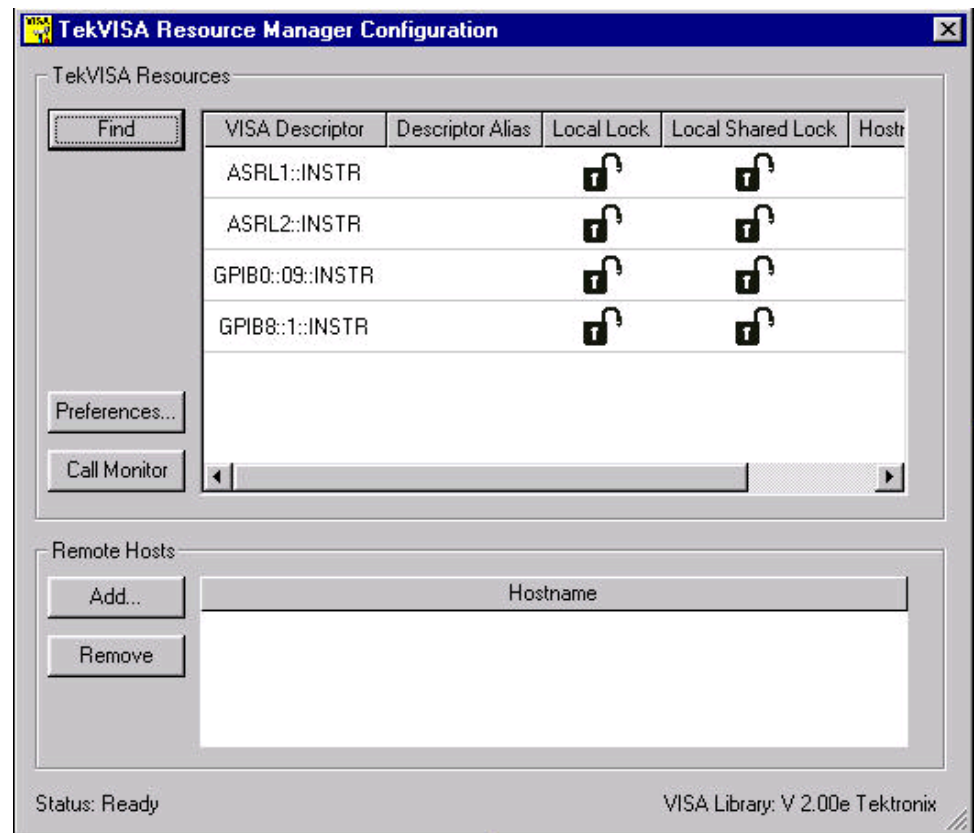 TekVISA Resource Manager Configuration
TekVISA Resources
Find
VISA Descriptor Descriptor Alias Local Lock Local Shared Lock Hostr
ASRL1::INSTR
ASRL2::INSTR
GPIB0::09::INSTR
GPIB8::1::INSTR
Preferences...
Call Monitor
Remote Hosts
Add...
Hostname
Remove
Status: Ready
VISA Library: V 2.00e Tektronix